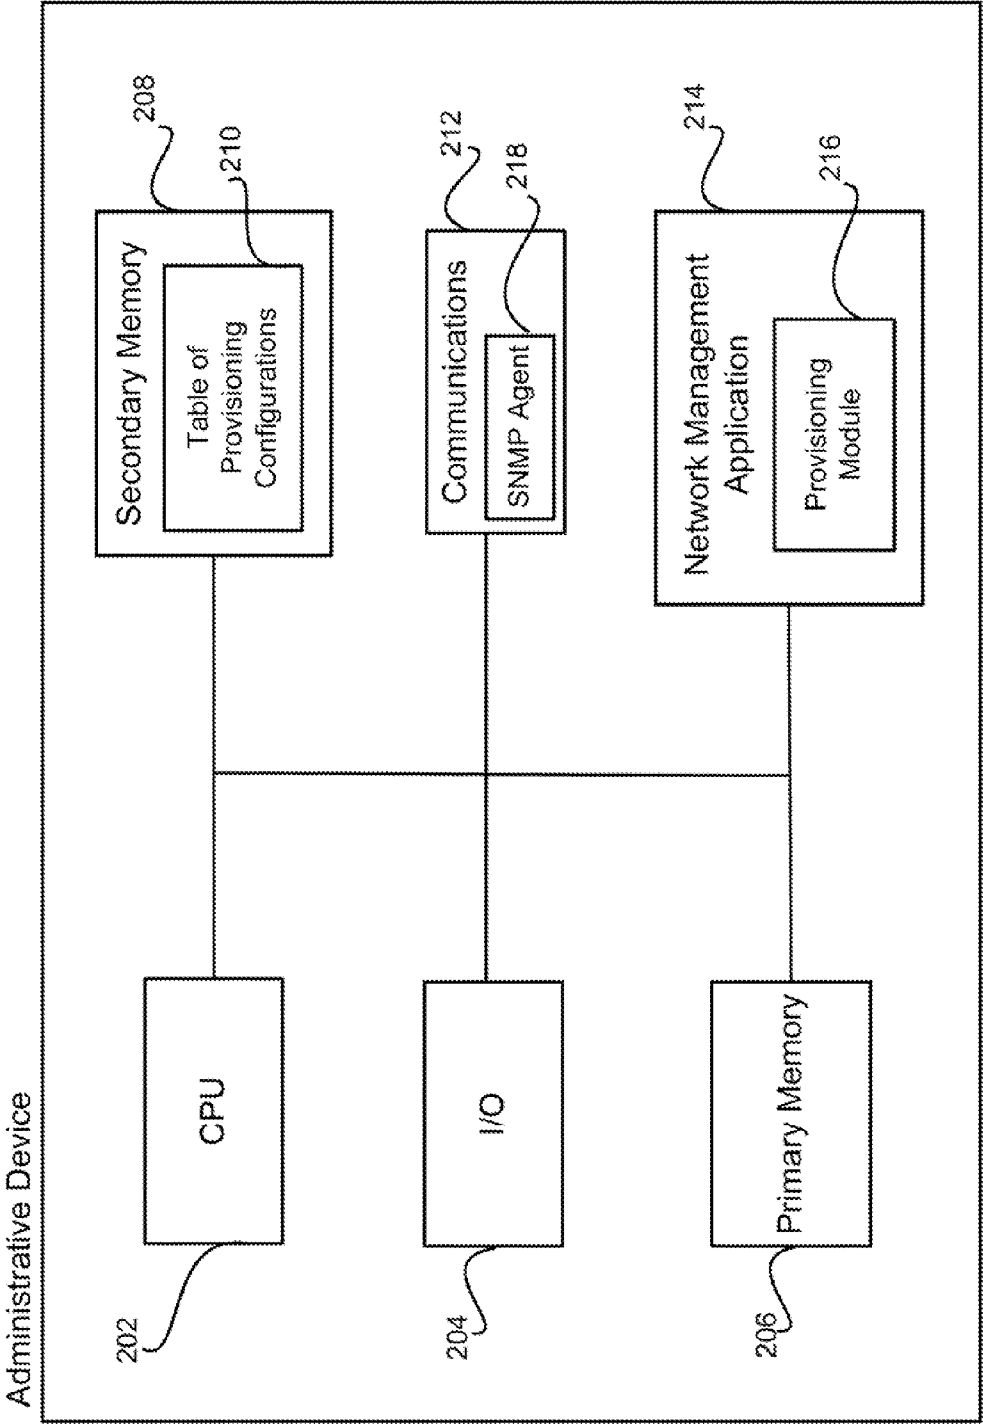 Administrative Device
202
CPU
208
Secondary Memory
210
Table of
Provisioning
Configurations
204
I/O
212
Communications
218
SNMP Agent
206
Primary Memory
214
Network Management
Application
216
Provisioning
Module